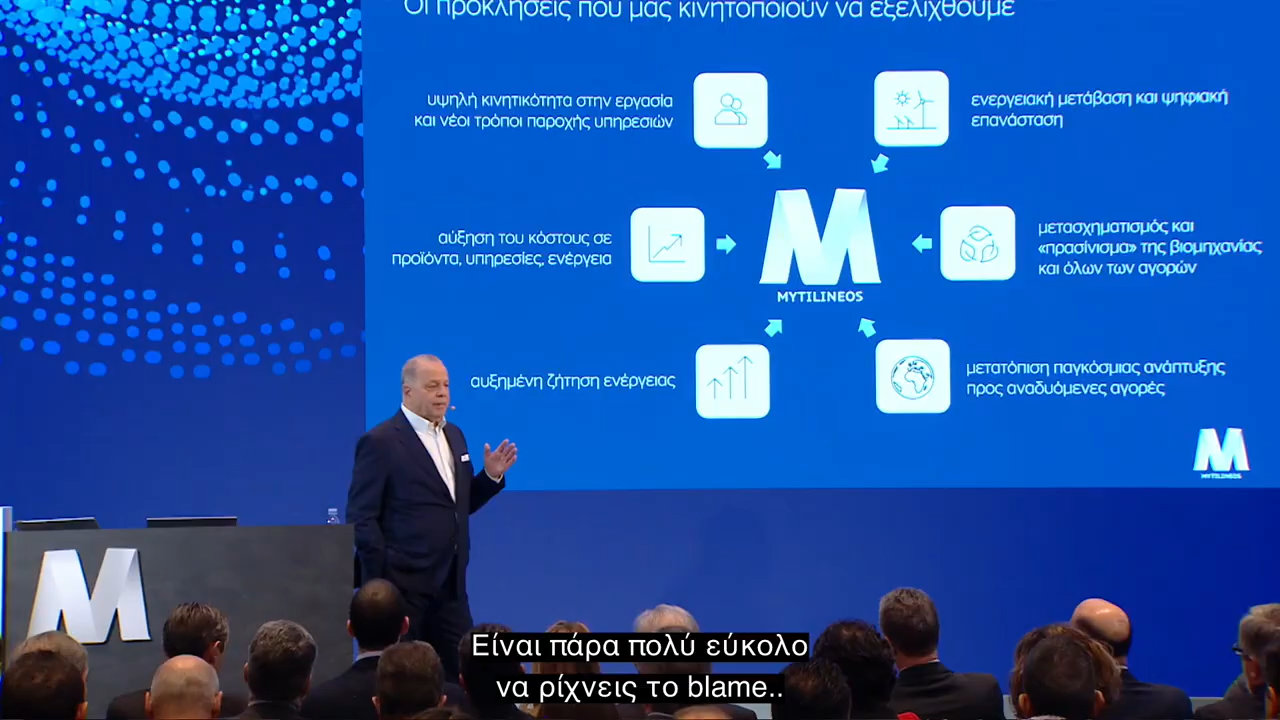 Οι προκλήσεις που μας κινητοποιούν να εξελιχθούμε
υψηλή κινητικότητα στην εργασία
και νέοι τρόποι παροχής υπηρεσιών
ενεργειακή μετάβαση και ψηφιακή
επανάσταση
αύξηση του κόστους σε
προϊόντα, υπηρεσίες, ενέργεια
MYTILINEOS
μετασχηματισμός και
«πρασίνισμα» της βιομηχανίας
και όλων των αγορών
αυξημένη ζήτηση ενέργειας
μετατόπιση παγκόσμιας ανάπτυξης
προς αναδυόμενες αγορές
MYTILINEOS
Είναι πάρα πολύ εύκολο
να ρίχνεις το blame..